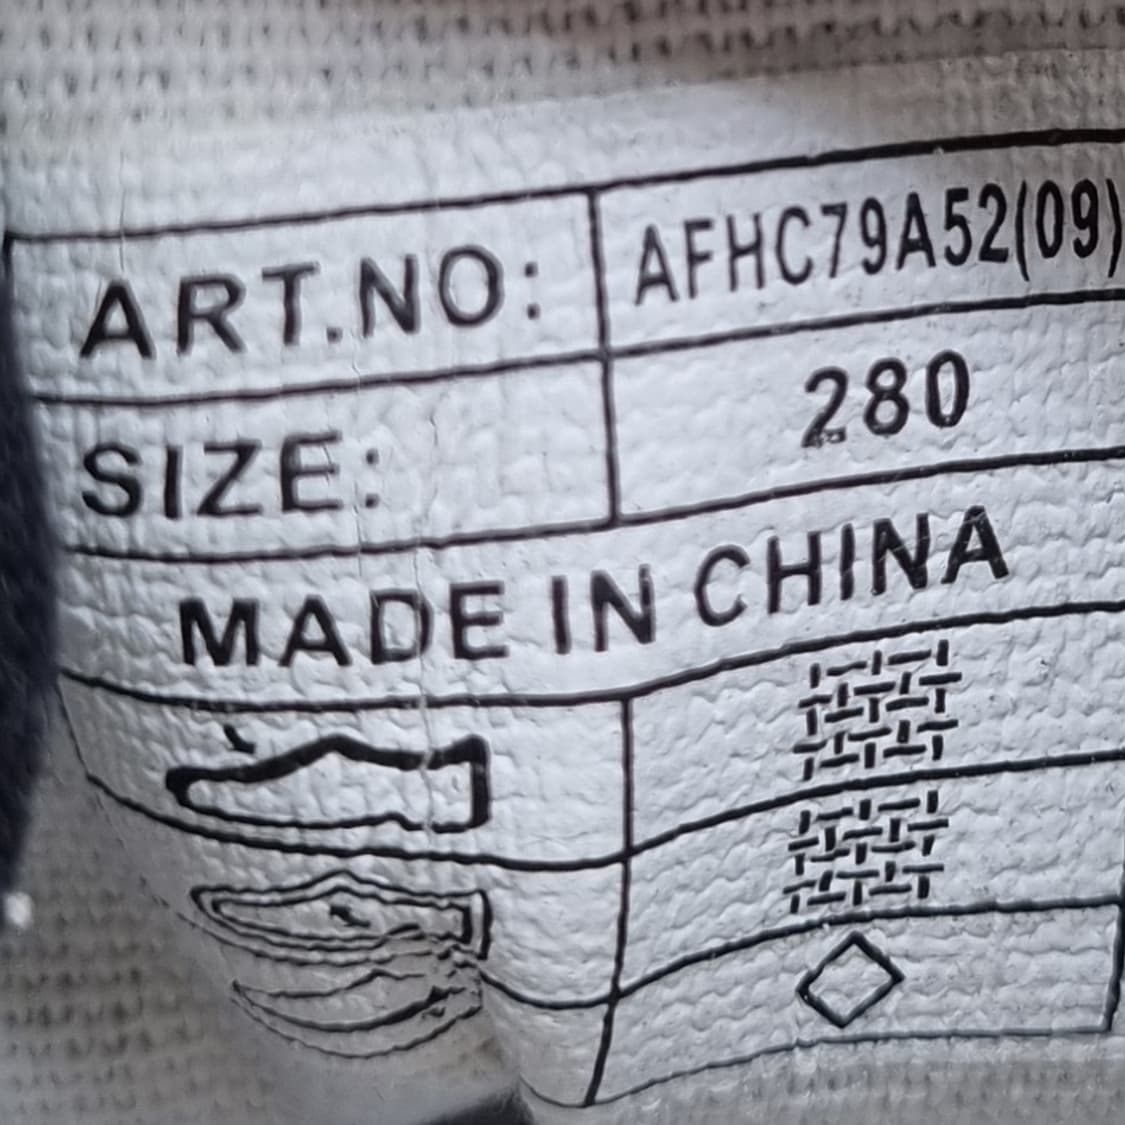 ART.NO: AFHC79A52(09)
SIZE: 280
MADE IN CHINA